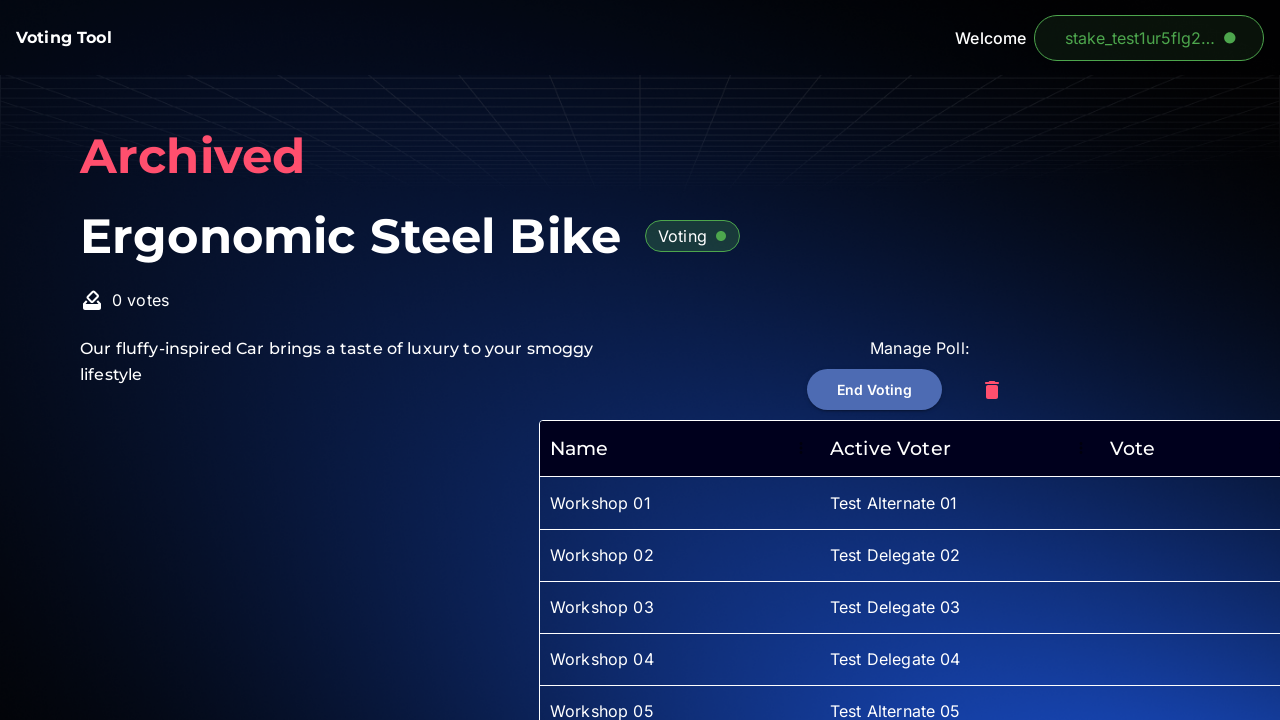 Voting Tool
Welcome
stake_test1ur5flg2...
Archived
Ergonomic Steel Bike
Voting
0 votes
Our fluffy-inspired Car brings a taste of luxury to your smoggy
lifestyle
Manage Poll:
End Voting
Name Active Voter Vote
Workshop 01 Test Alternate 01
Workshop 02 Test Delegate 02
Workshop 03 Test Delegate 03
Workshop 04 Test Delegate 04
Workshop 05 Test Alternate 05